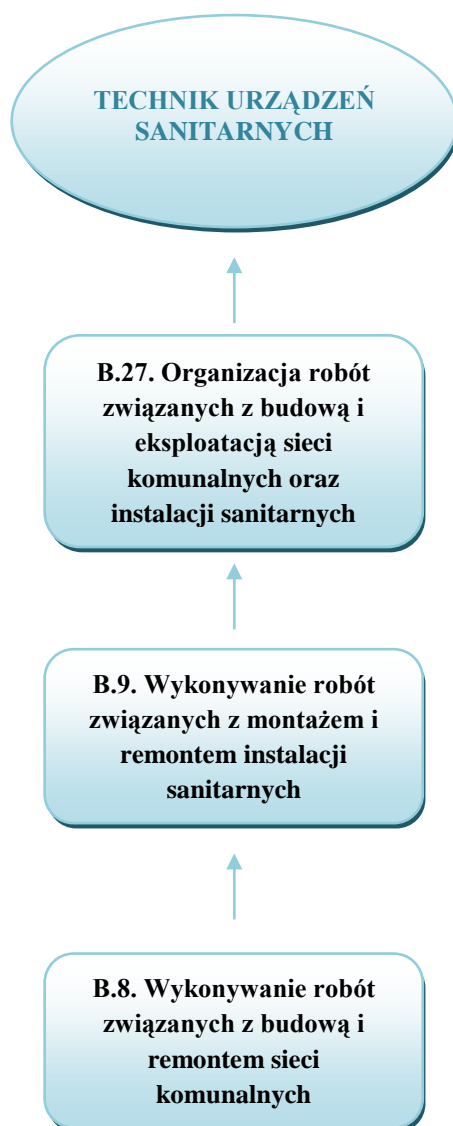 TECHNIK URZĄDZEŃ
SANITARNYCH
B.27. Organizacja robót
związanych z budową i
eksploatacją sieci
komunalnych oraz
instalacji sanitarnych
B.9. Wykonywanie robót
związanych z montażem i
remontem instalacji
sanitarnych
B.8. Wykonywanie robót
związanych z budową i
remontem sieci
komunalnych